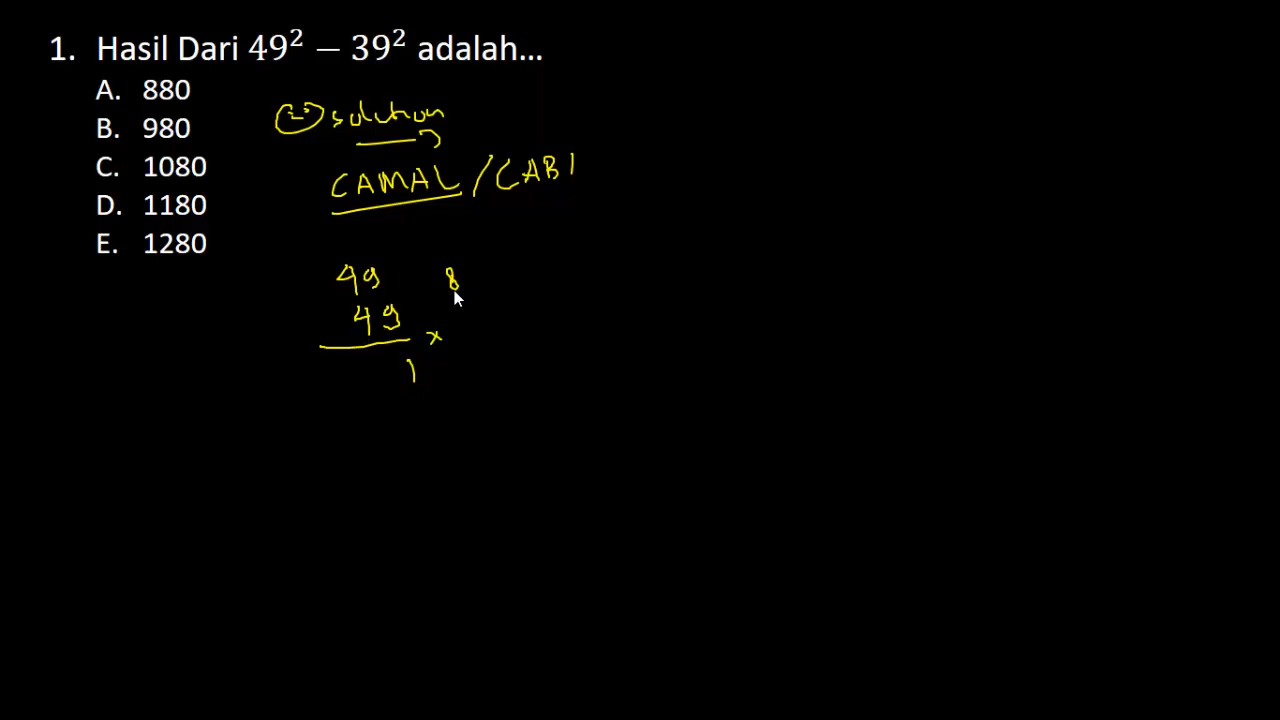 1. Hasil Dari 49² − 39² adalah...
A. 880
B. 980
C. 1080
D. 1180
E. 1280
solution
CAMAL / CABI
49 8
49 ×
1